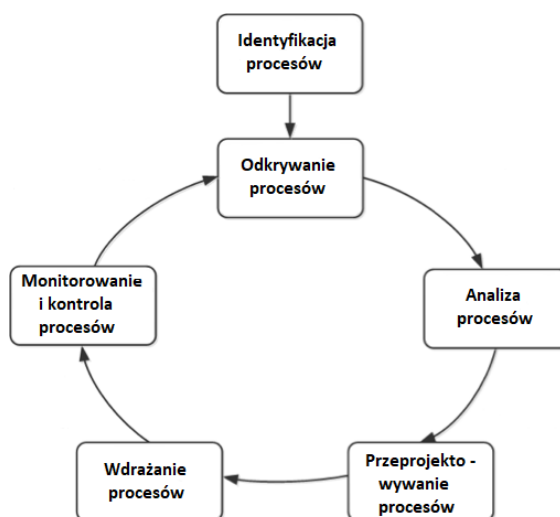 Identyfikacja
procesów
Odkrywanie
procesów
Analiza
procesów
Przeprojekto -
wywanie
procesów
Wdrażanie
procesów
Monitorowanie
i kontrola
procesów